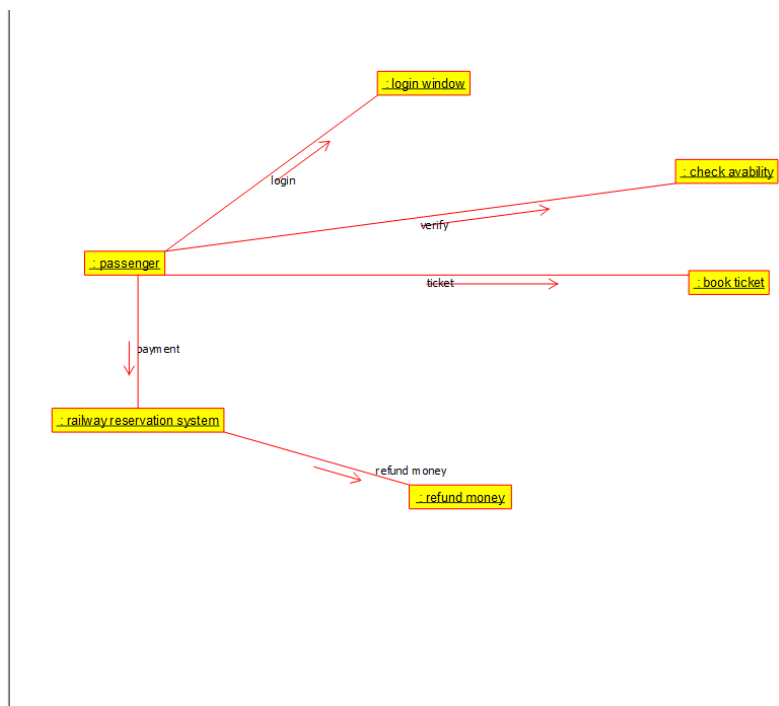 : login window
login
: check avability
verify
: passenger
ticket
: book ticket
payment
: railway reservation system
refund money
: refund money